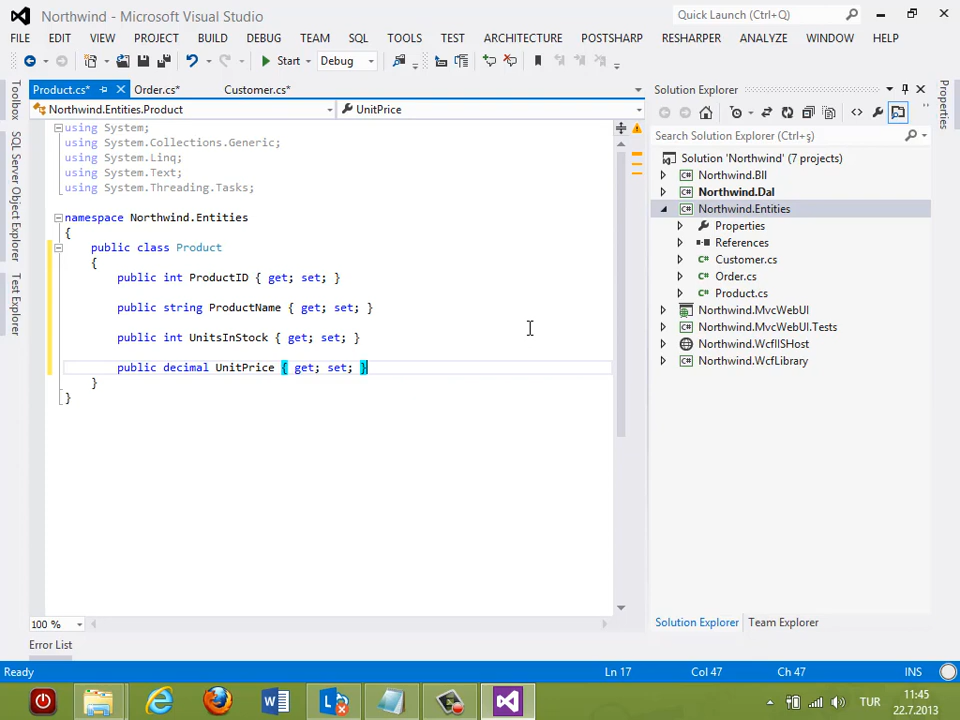 Northwind - Microsoft Visual Studio
Quick Launch (Ctrl+Q)
FILE EDIT VIEW PROJECT BUILD DEBUG TEAM SQL TOOLS TEST ARCHITECTURE POSTSHARP RESHARPER ANALYZE WINDOW HELP
Start Debug
Product.cs* Order.cs* Customer.cs*
Northwind.Entities.Product UnitPrice
using System;
using System.Collections.Generic;
using System.Linq;
using System.Text;
using System.Threading.Tasks;
namespace Northwind.Entities
{
public class Product
{
public int ProductID { get; set; }
public string ProductName { get; set; }
public int UnitsInStock { get; set; }
public decimal UnitPrice { get; set; }
}
}
100 %
Toolbox
SQL Server Object Explorer
Test Explorer
Solution Explorer
Search Solution Explorer (Ctrl+ş)
Solution 'Northwind' (7 projects)
Northwind.Bll
Northwind.Dal
Northwind.Entities
Properties
References
Customer.cs
Order.cs
Product.cs
Northwind.MvcWebUI
Northwind.MvcWebUI.Tests
Northwind.WcfIISHost
Northwind.WcfLibrary
Solution Explorer Team Explorer
Properties
Error List
Ready Ln 17 Col 47 Ch 47 INS
TUR
11:45
22.7.2013